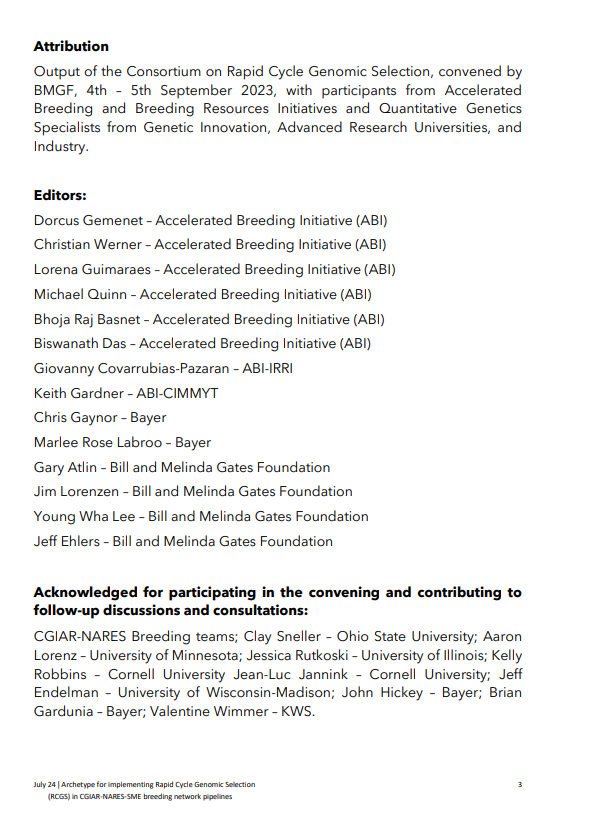 Attribution
Output of the Consortium on Rapid Cycle Genomic Selection, convened by
BMGF, 4th – 5th September 2023, with participants from Accelerated
Breeding and Breeding Resources Initiatives and Quantitative Genetics
Specialists from Genetic Innovation, Advanced Research Universities, and
Industry.
Editors:
Dorcus Gemenet – Accelerated Breeding Initiative (ABI)
Christian Werner – Accelerated Breeding Initiative (ABI)
Lorena Guimaraes – Accelerated Breeding Initiative (ABI)
Michael Quinn – Accelerated Breeding Initiative (ABI)
Bhoja Raj Basnet – Accelerated Breeding Initiative (ABI)
Biswanath Das – Accelerated Breeding Initiative (ABI)
Giovanny Covarrubias-Pazaran – ABI-IRRI
Keith Gardner – ABI-CIMMYT
Chris Gaynor – Bayer
Marlee Rose Labroo – Bayer
Gary Atlin – Bill and Melinda Gates Foundation
Jim Lorenzen – Bill and Melinda Gates Foundation
Young Wha Lee – Bill and Melinda Gates Foundation
Jeff Ehlers – Bill and Melinda Gates Foundation
Acknowledged for participating in the convening and contributing to
follow-up discussions and consultations:
CGIAR-NARES Breeding teams; Clay Sneller – Ohio State University; Aaron
Lorenz – University of Minnesota; Jessica Rutkoski – University of Illinois; Kelly
Robbins – Cornell University Jean-Luc Jannink – Cornell University; Jeff
Endelman – University of Wisconsin-Madison; John Hickey – Bayer; Brian
Gardunia – Bayer; Valentine Wimmer – KWS.
July 24 | Archetype for implementing Rapid Cycle Genomic Selection 3
(RCGS) in CGIAR-NARES-SME breeding network pipelines